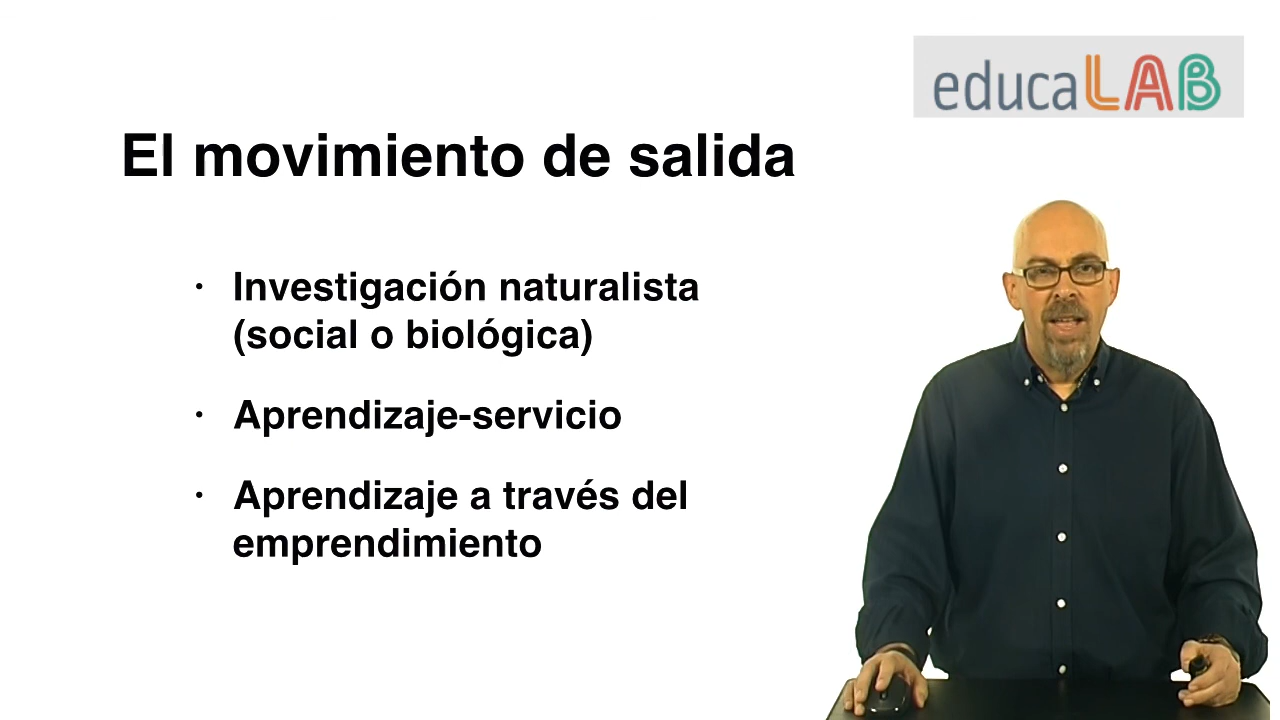 educaLAB
El movimiento de salida
· Investigación naturalista
(social o biológica)
· Aprendizaje-servicio
· Aprendizaje a través del
emprendimiento